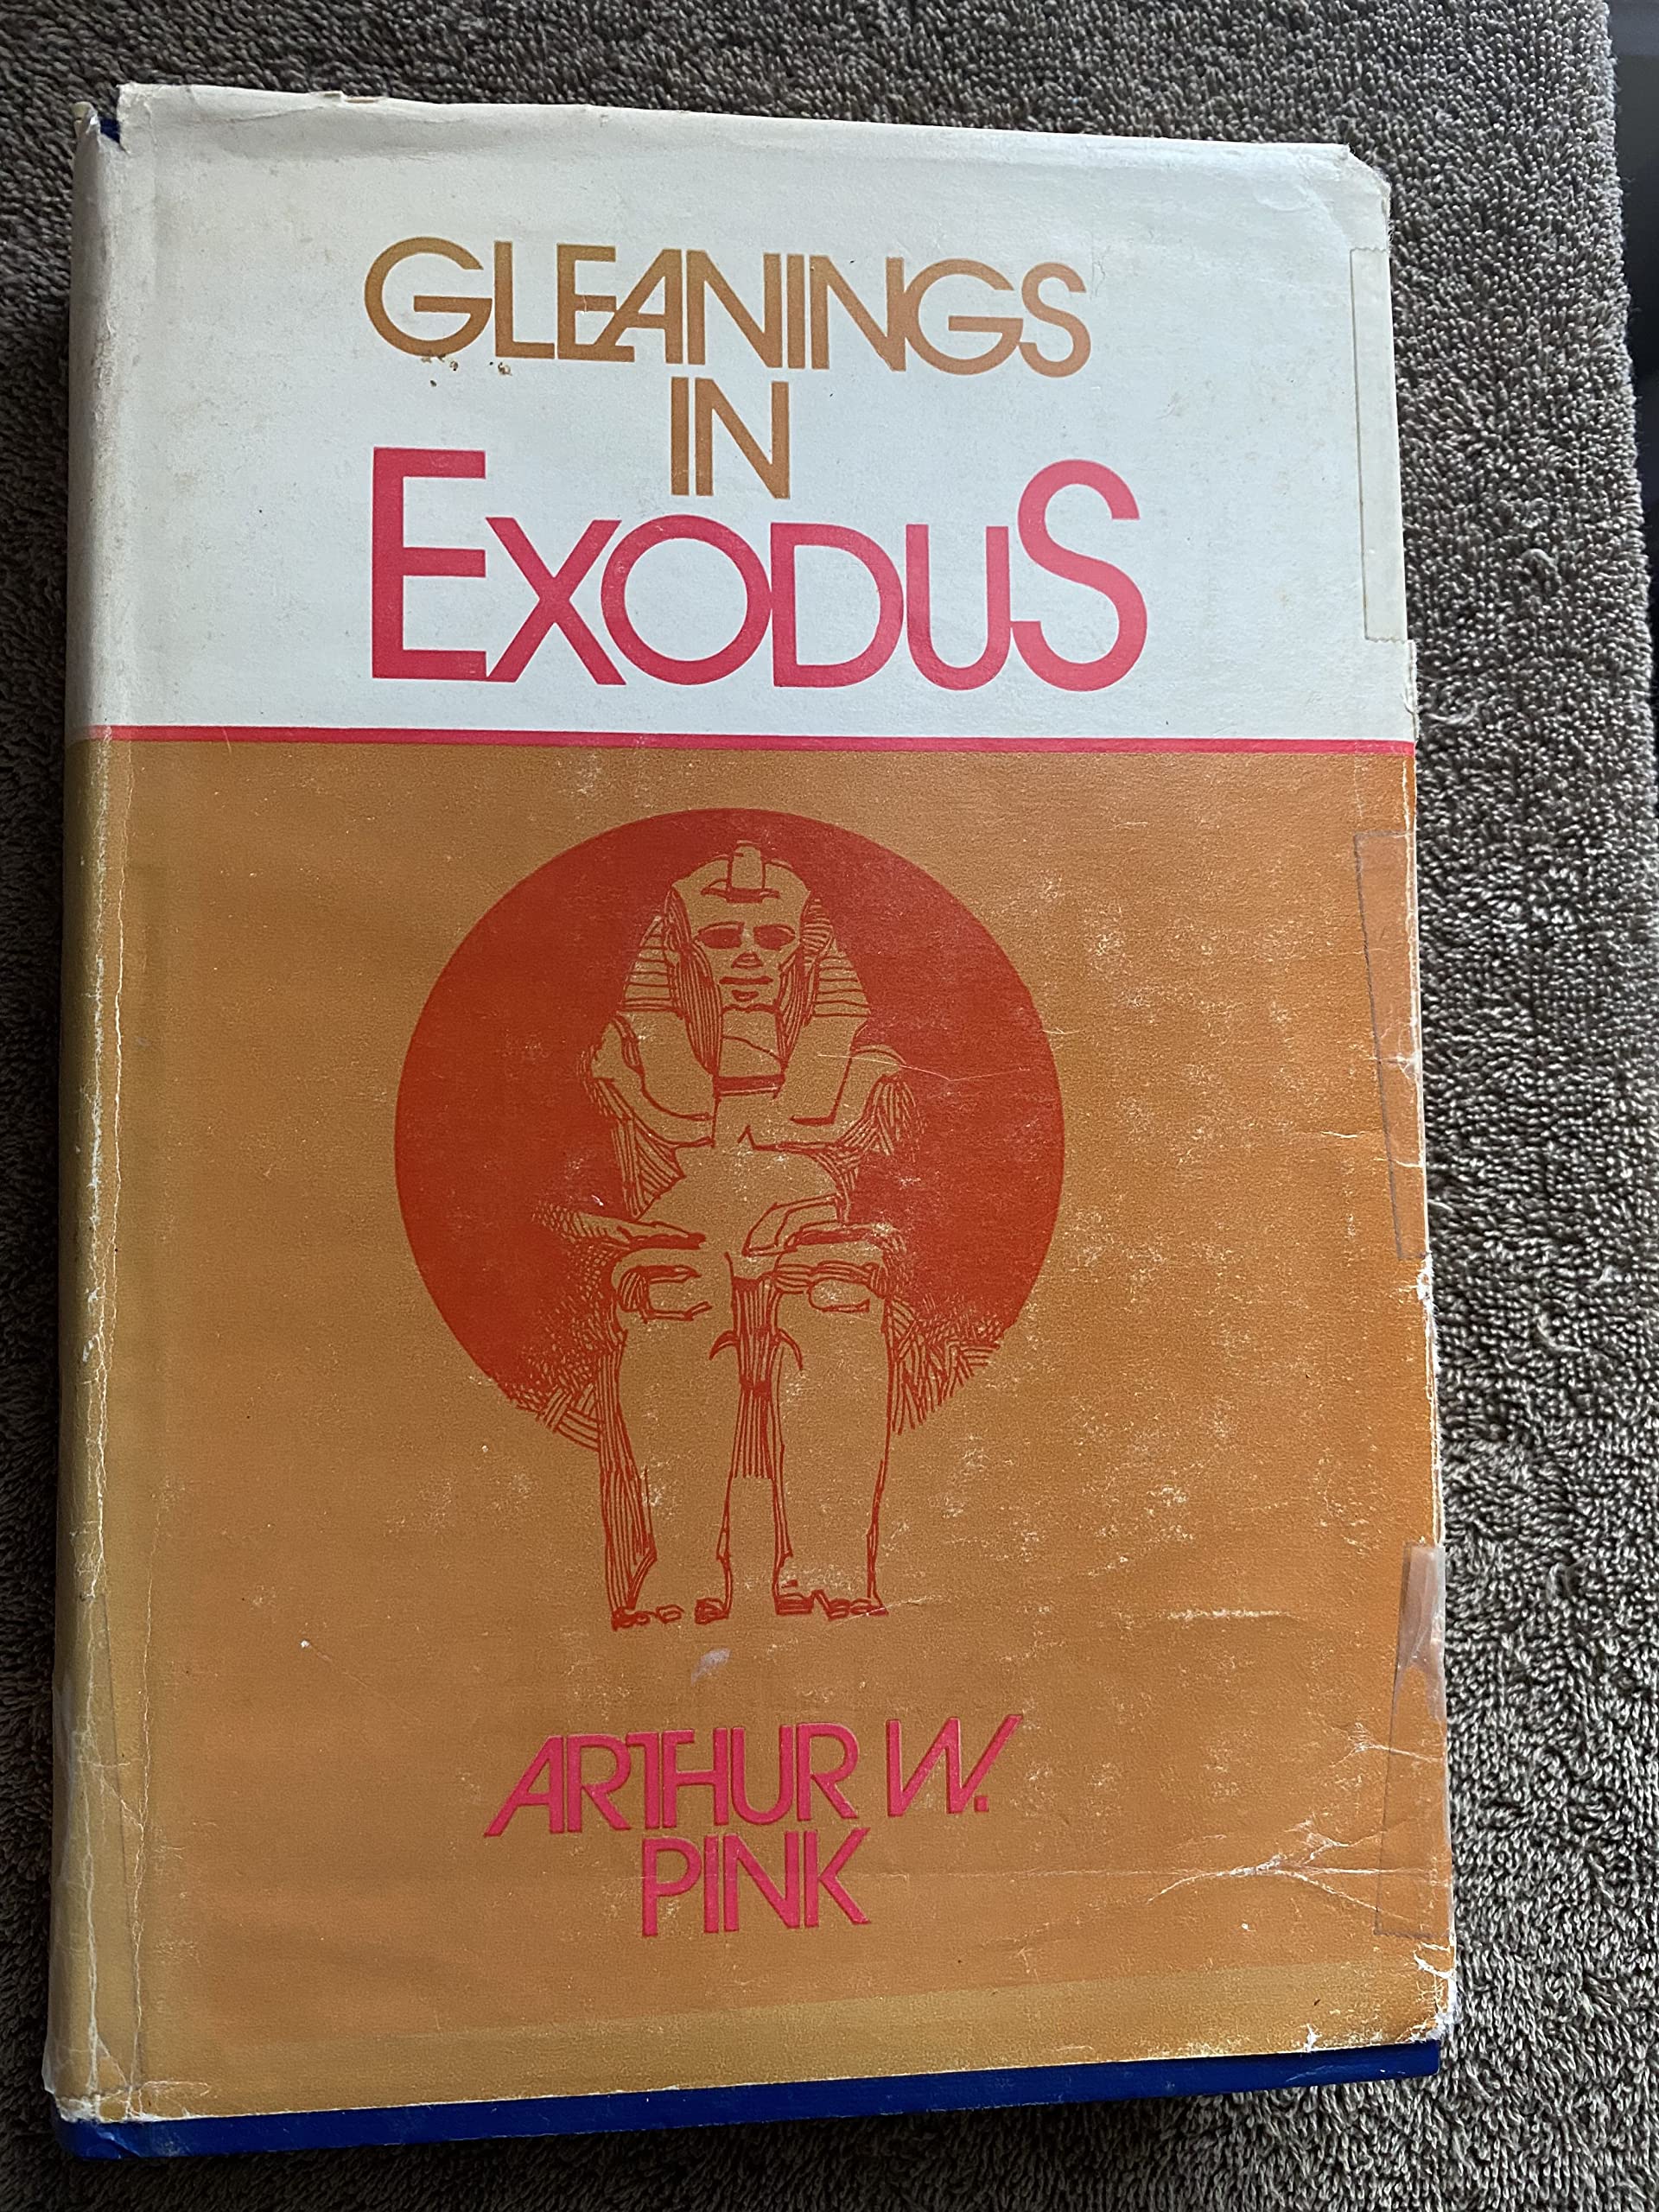 GLEANINGS
IN
EXODUS
ARTHUR W.
PINK